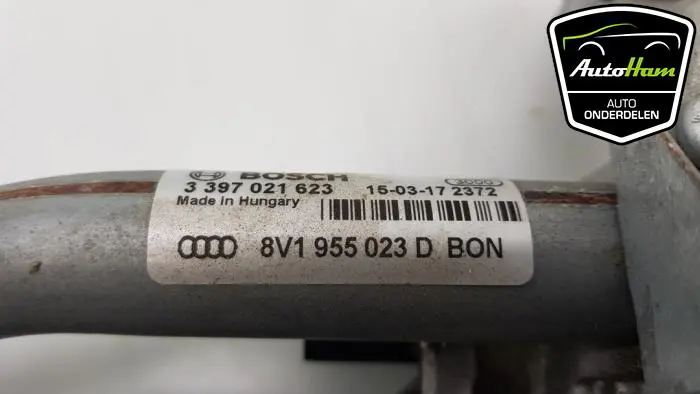 AutoHam
AUTO
ONDERDELEN
BOSCH
3 397 021 623 15-03-17 2372
Made in Hungary
8V1 955 023 D BON